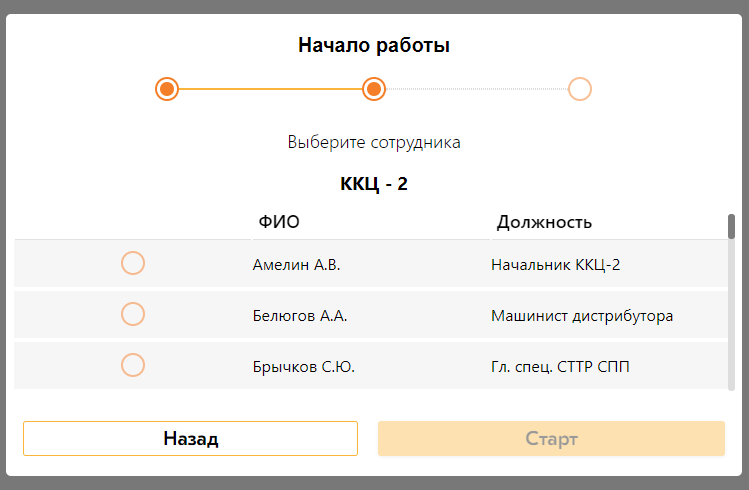 Начало работы
Выберите сотрудника
ККЦ - 2
ФИО Должность
Амелин А.В. Начальник ККЦ-2
Белюгов А.А. Машинист дистрибутора
Брычков С.Ю. Гл. спец. СТТР СПП
Назад Старт